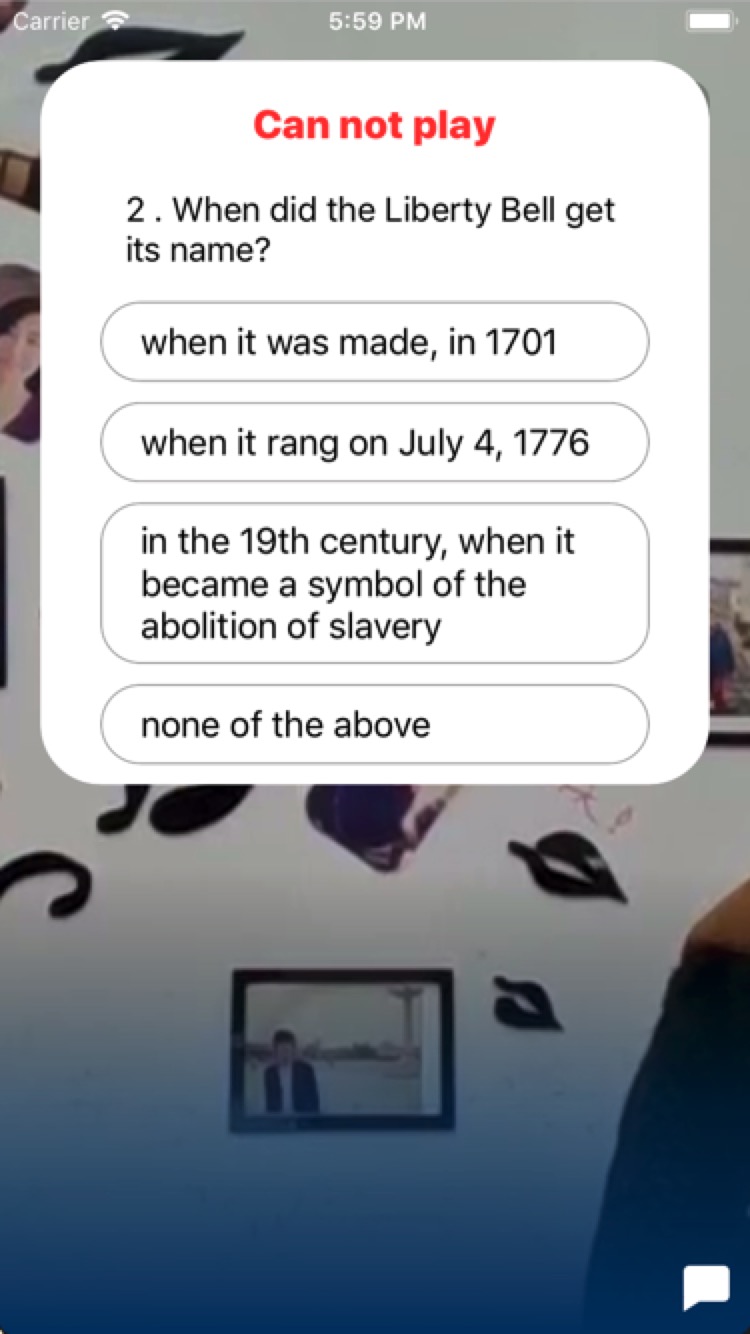 Carrier 5:59 PM
Can not play
2 . When did the Liberty Bell get
its name?
when it was made, in 1701
when it rang on July 4, 1776
in the 19th century, when it
became a symbol of the
abolition of slavery
none of the above